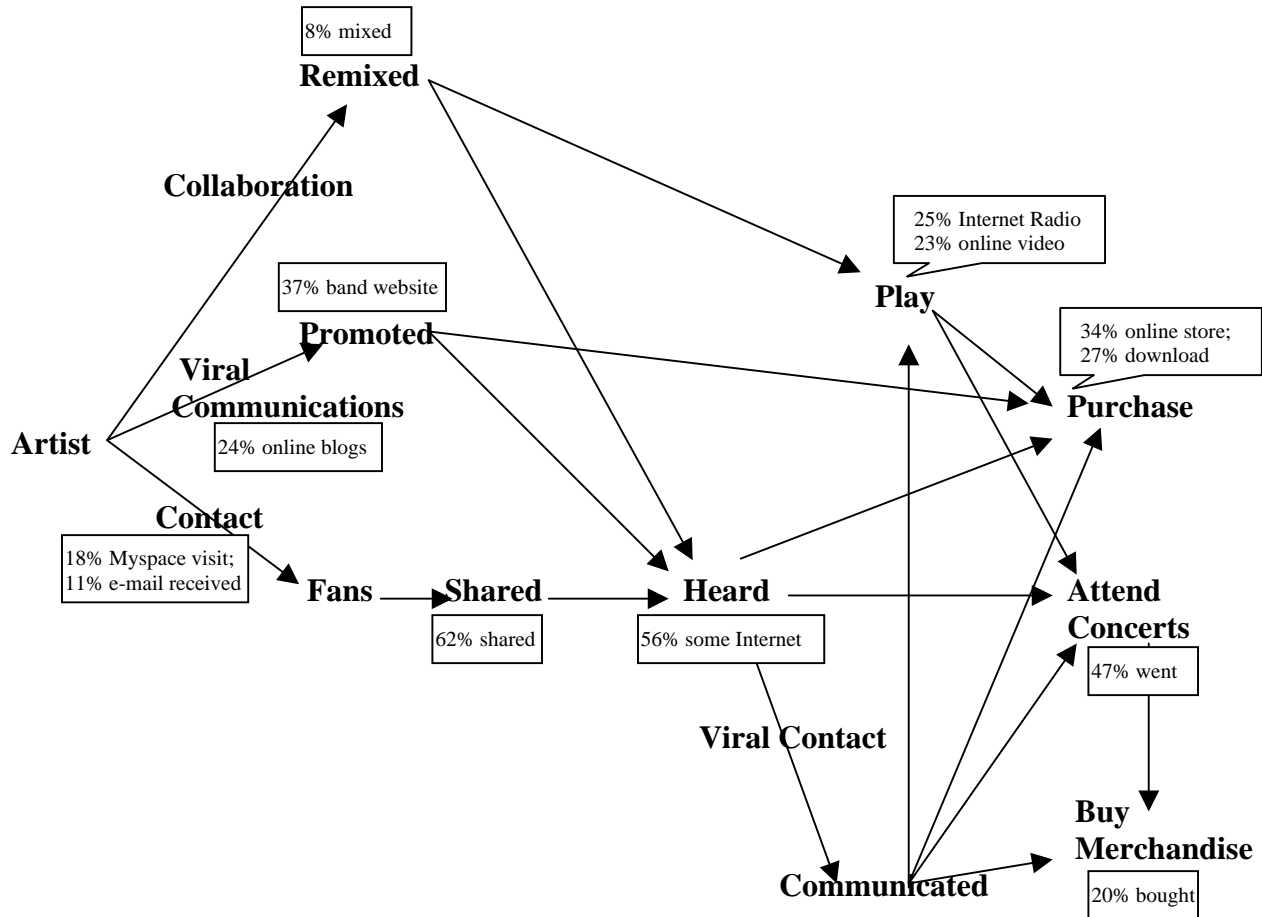 8% mixed
Remixed
Collaboration
25% Internet Radio
23% online video
37% band website
Play
Promoted
34% online store;
27% download
Viral
Communications
Purchase
Artist
24% online blogs
Contact
18% Myspace visit;
11% e-mail received
Fans
Shared
Heard
Attend
Concerts
62% shared
56% some Internet
47% went
Viral Contact
Buy
Merchandise
Communicated
20% bought